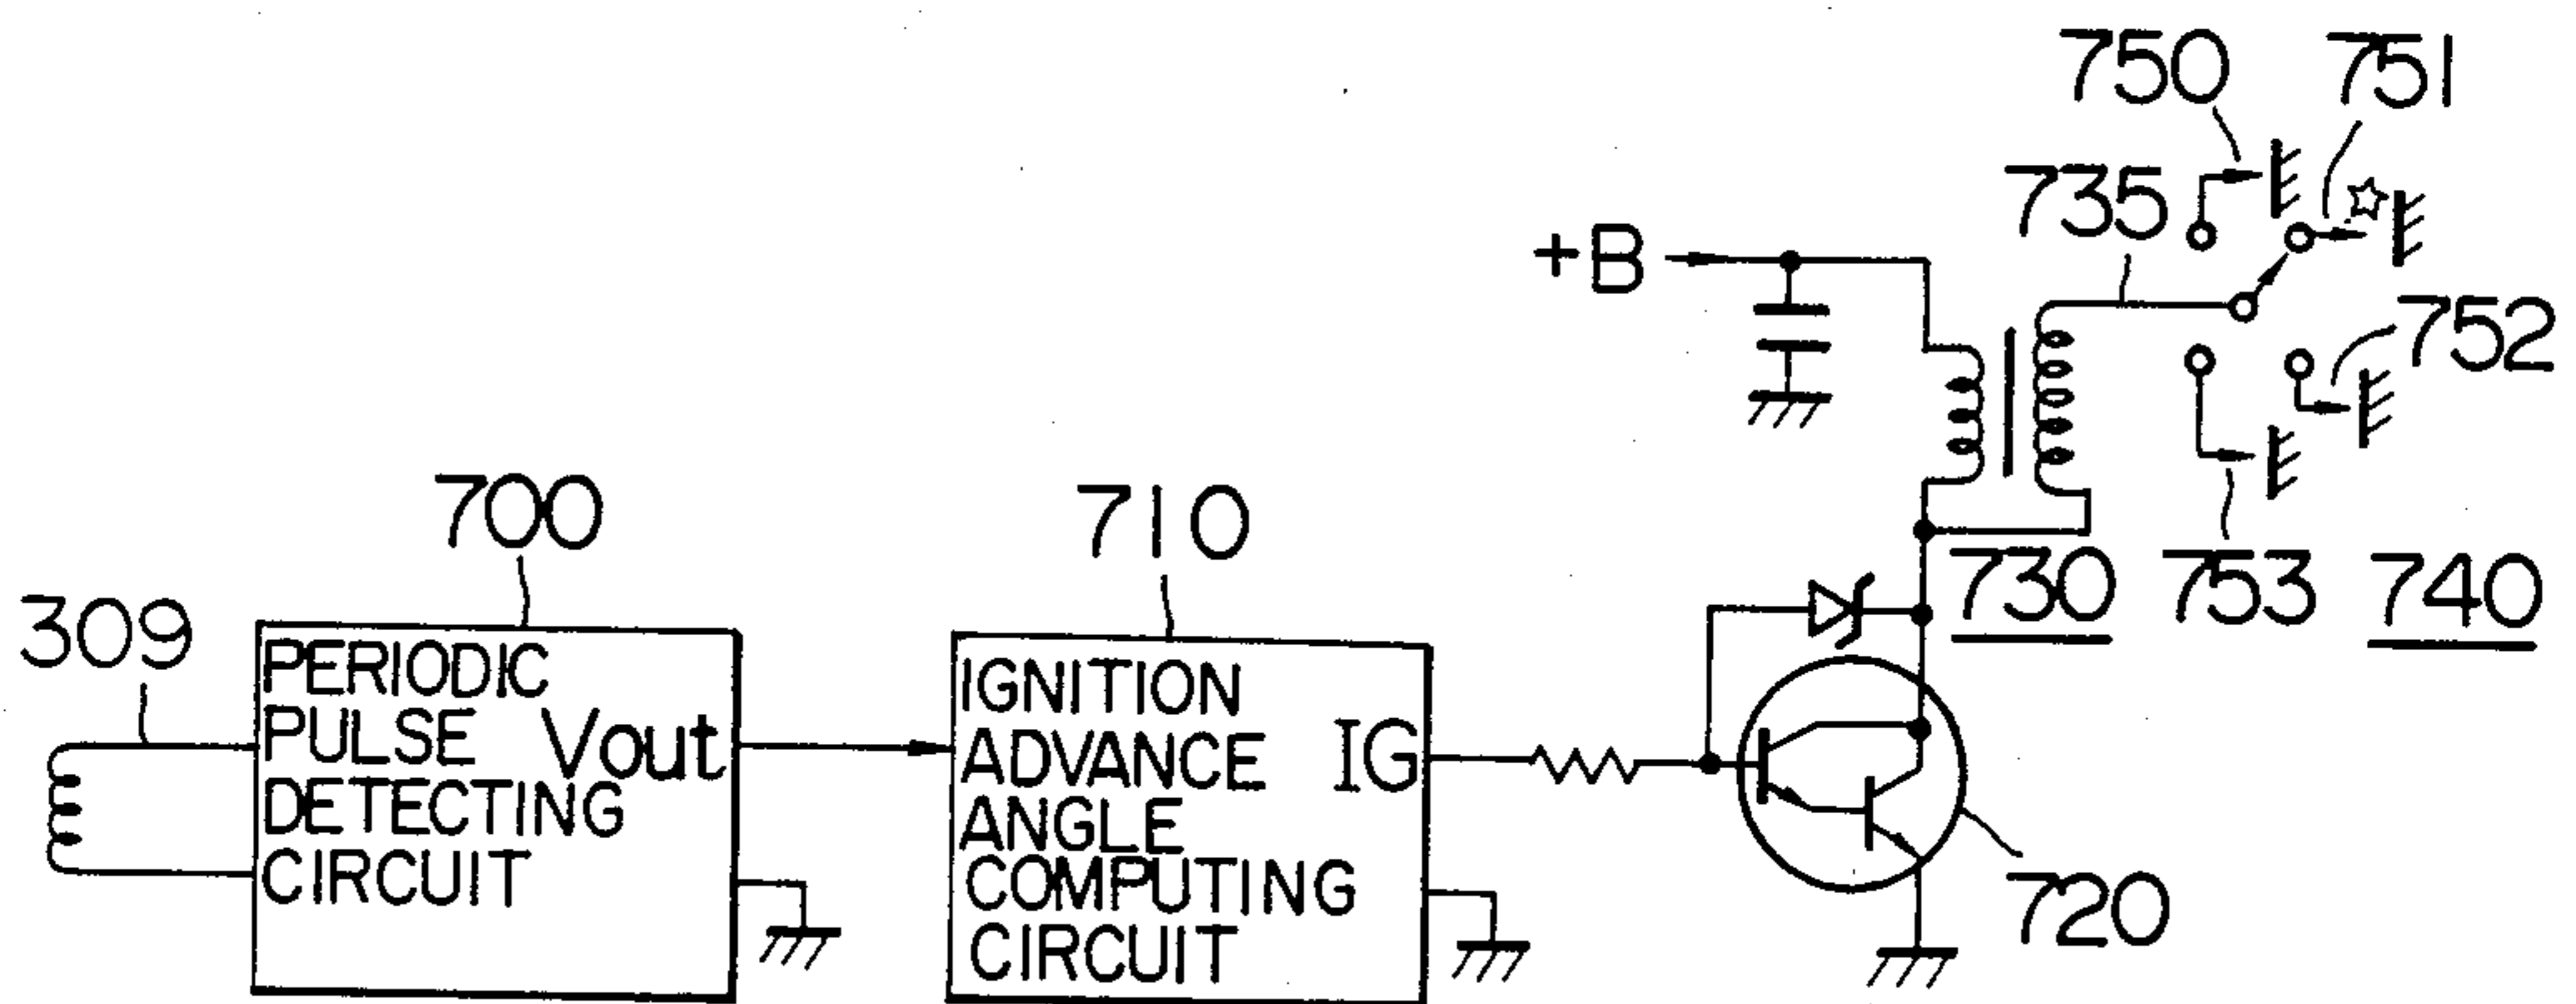 750
751
735
+B
752
700
710
730
753
740
309
PERIODIC
PULSE
DETECTING
CIRCUIT
Vout
IGNITION
ADVANCE
ANGLE
COMPUTING
CIRCUIT
IG
720